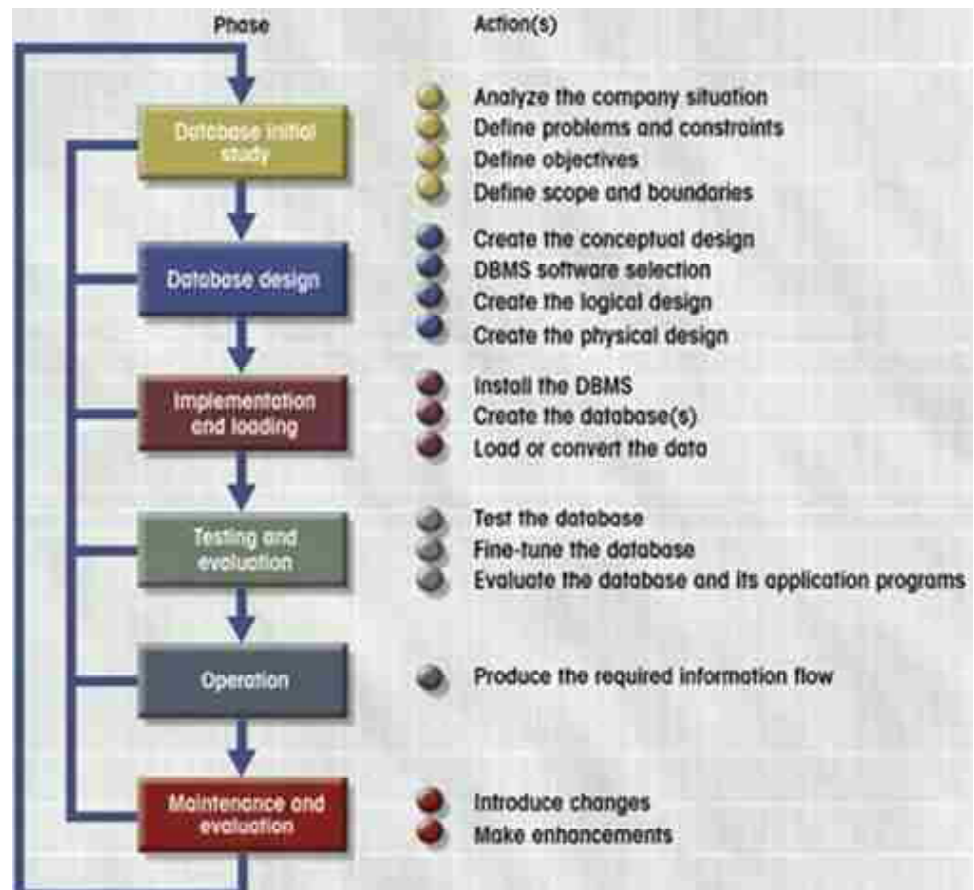 Phase Action(s)
Database initial
study
Analyze the company situation
Define problems and constraints
Define objectives
Define scope and boundaries
Database design
Create the conceptual design
DBMS software selection
Create the logical design
Create the physical design
Implementation
and loading
Install the DBMS
Create the database(s)
Load or convert the data
Testing and
evaluation
Test the database
Fine-tune the database
Evaluate the database and its application programs
Operation
Produce the required information flow
Maintenance and
evaluation
Introduce changes
Make enhancements